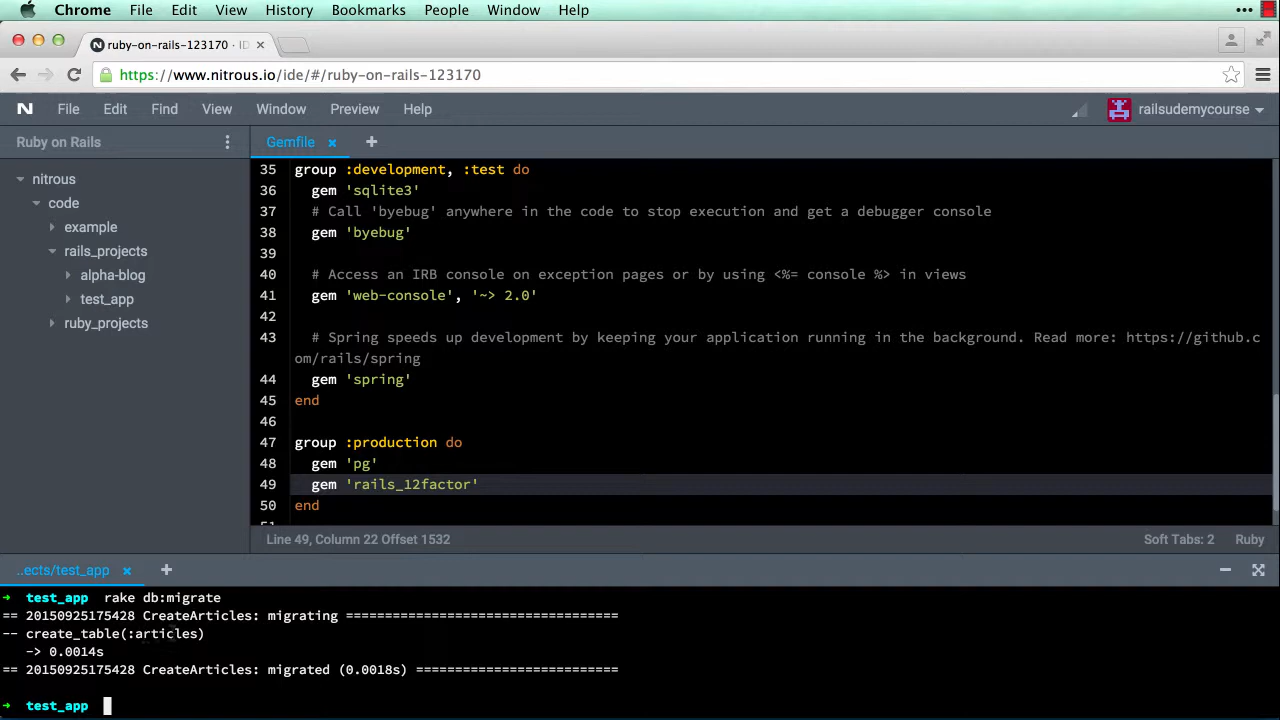 Chrome File Edit View History Bookmarks People Window Help
ruby-on-rails-123170 · ID
https://www.nitrous.io/ide/#/ruby-on-rails-123170
N File Edit Find View Window Preview Help railsudemycourse
Ruby on Rails
Gemfile
nitrous
code
example
rails_projects
alpha-blog
test_app
ruby_projects
35 group :development, :test do
36 gem 'sqlite3'
37 # Call 'byebug' anywhere in the code to stop execution and get a debugger console
38 gem 'byebug'
39
40 # Access an IRB console on exception pages or by using <%= console %> in views
41 gem 'web-console', '~> 2.0'
42
43 # Spring speeds up development by keeping your application running in the background. Read more: https://github.c
om/rails/spring
44 gem 'spring'
45 end
46
47 group :production do
48 gem 'pg'
49 gem 'rails_12factor'
50 end
51
Line 49, Column 22 Offset 1532 Soft Tabs: 2 Ruby
..ects/test_app
test_app rake db:migrate
== 20150925175428 CreateArticles: migrating =================================
-- create_table(:articles)
-> 0.0014s
== 20150925175428 CreateArticles: migrated (0.0018s) ========================
test_app